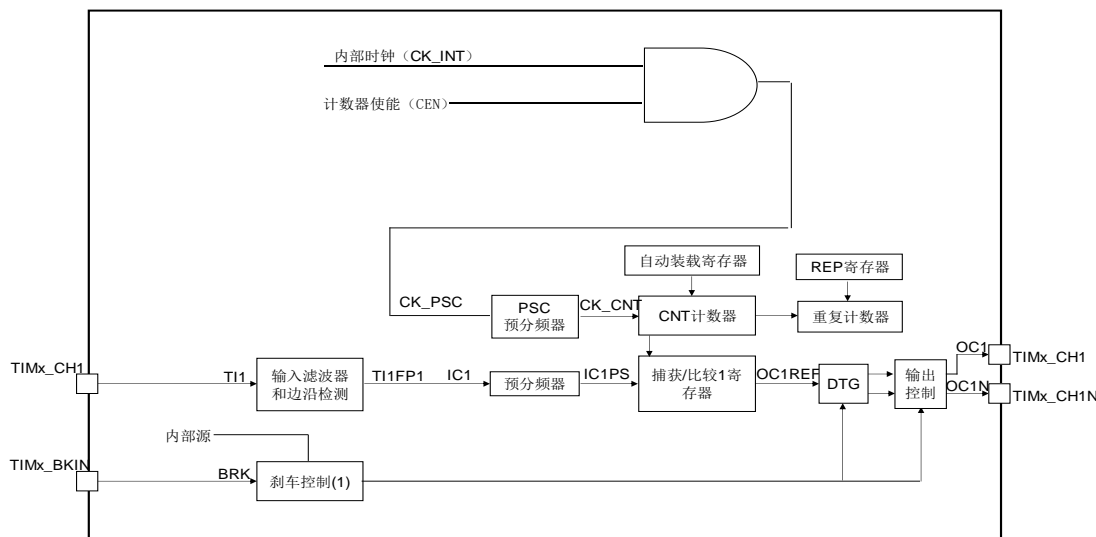 内部时钟（CK_INT）
计数器使能（CEN）
自动装载寄存器
REP寄存器
CK_PSC
PSC
预分频器
CK_CNT
CNT计数器
重复计数器
TIMx_CH1
TI1
输入滤波器
和边沿检测
TI1FP1
IC1
预分频器
IC1PS
捕获/比较1寄
存器
OC1REF
DTG
输出
控制
OC1
TIMx_CH1
OC1N
TIMx_CH1N
内部源
TIMx_BKIN
BRK
刹车控制(1)